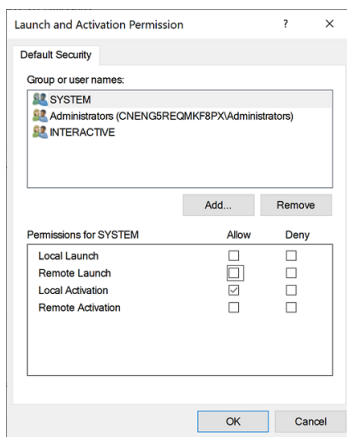 Launch and Activation Permission ? ×
Default Security
Group or user names:
SYSTEM
Administrators (CNENG5REQMKF8PX\Administrators)
INTERACTIVE
Add... Remove
Permissions for SYSTEM Allow Deny
Local Launch
Remote Launch
Local Activation
Remote Activation
OK Cancel